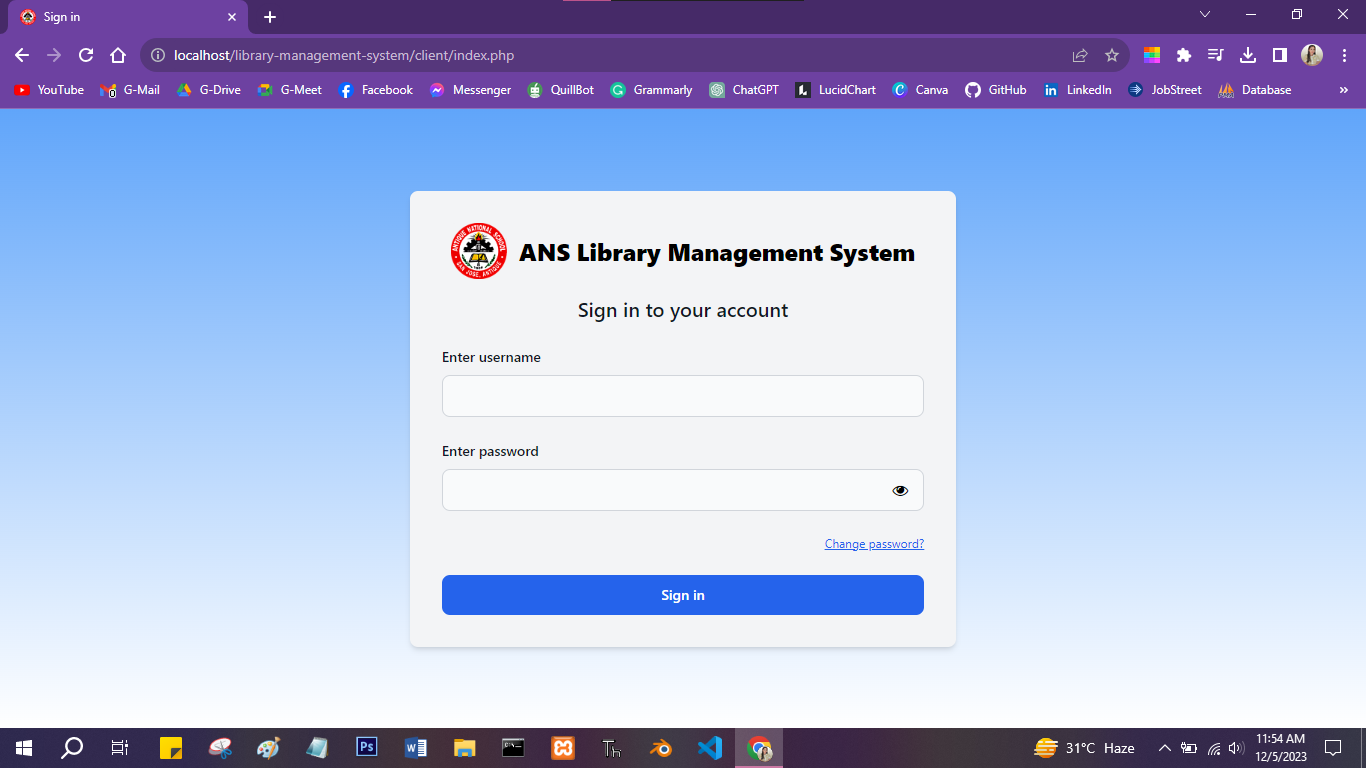 Sign in
localhost/library-management-system/client/index.php
YouTube
G-Mail
G-Drive
G-Meet
Facebook
Messenger
QuillBot
Grammarly
ChatGPT
LucidChart
Canva
GitHub
LinkedIn
JobStreet
Database
»
ANTIQUE NATIONAL SCHOOL
SAN JOSE, ANTIQUE
ANS Library Management System
Sign in to your account
Enter username
Enter password
Change password?
Sign in
Ps
Th
31°C Haze
11:54 AM
12/5/2023